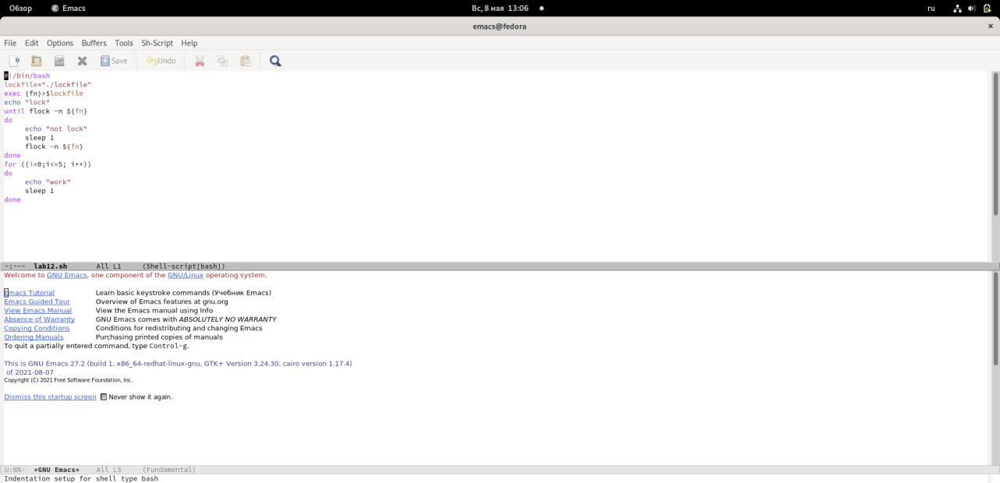 Обзор Emacs Вс, 8 мая 13:06 ru
emacs@fedora
File Edit Options Buffers Tools Sh-Script Help
Save Undo
#!/bin/bash
lockfile="./lockfile"
exec {fn}>$lockfile
echo "lock"
until flock -n ${fn}
do
     echo "not lock"
     sleep 1
     flock -n ${fn}
done
for ((i=0;i<=5; i++))
do
     echo "work"
     sleep 1
done
-:--- lab12.sh All L1 (Shell-script[bash])
Welcome to GNU Emacs, one component of the GNU/Linux operating system.
Emacs Tutorial Learn basic keystroke commands (Учебник Emacs)
Emacs Guided Tour Overview of Emacs features at gnu.org
View Emacs Manual View the Emacs manual using Info
Absence of Warranty GNU Emacs comes with ABSOLUTELY NO WARRANTY
Copying Conditions Conditions for redistributing and changing Emacs
Ordering Manuals Purchasing printed copies of manuals
To quit a partially entered command, type Control-g.
This is GNU Emacs 27.2 (build 1, x86_64-redhat-linux-gnu, GTK+ Version 3.24.30, cairo version 1.17.4)
 of 2021-08-07
Copyright (C) 2021 Free Software Foundation, Inc.
Dismiss this startup screen Never show it again.
U:%%- *GNU Emacs* All L3 (Fundamental)
Indentation setup for shell type bash